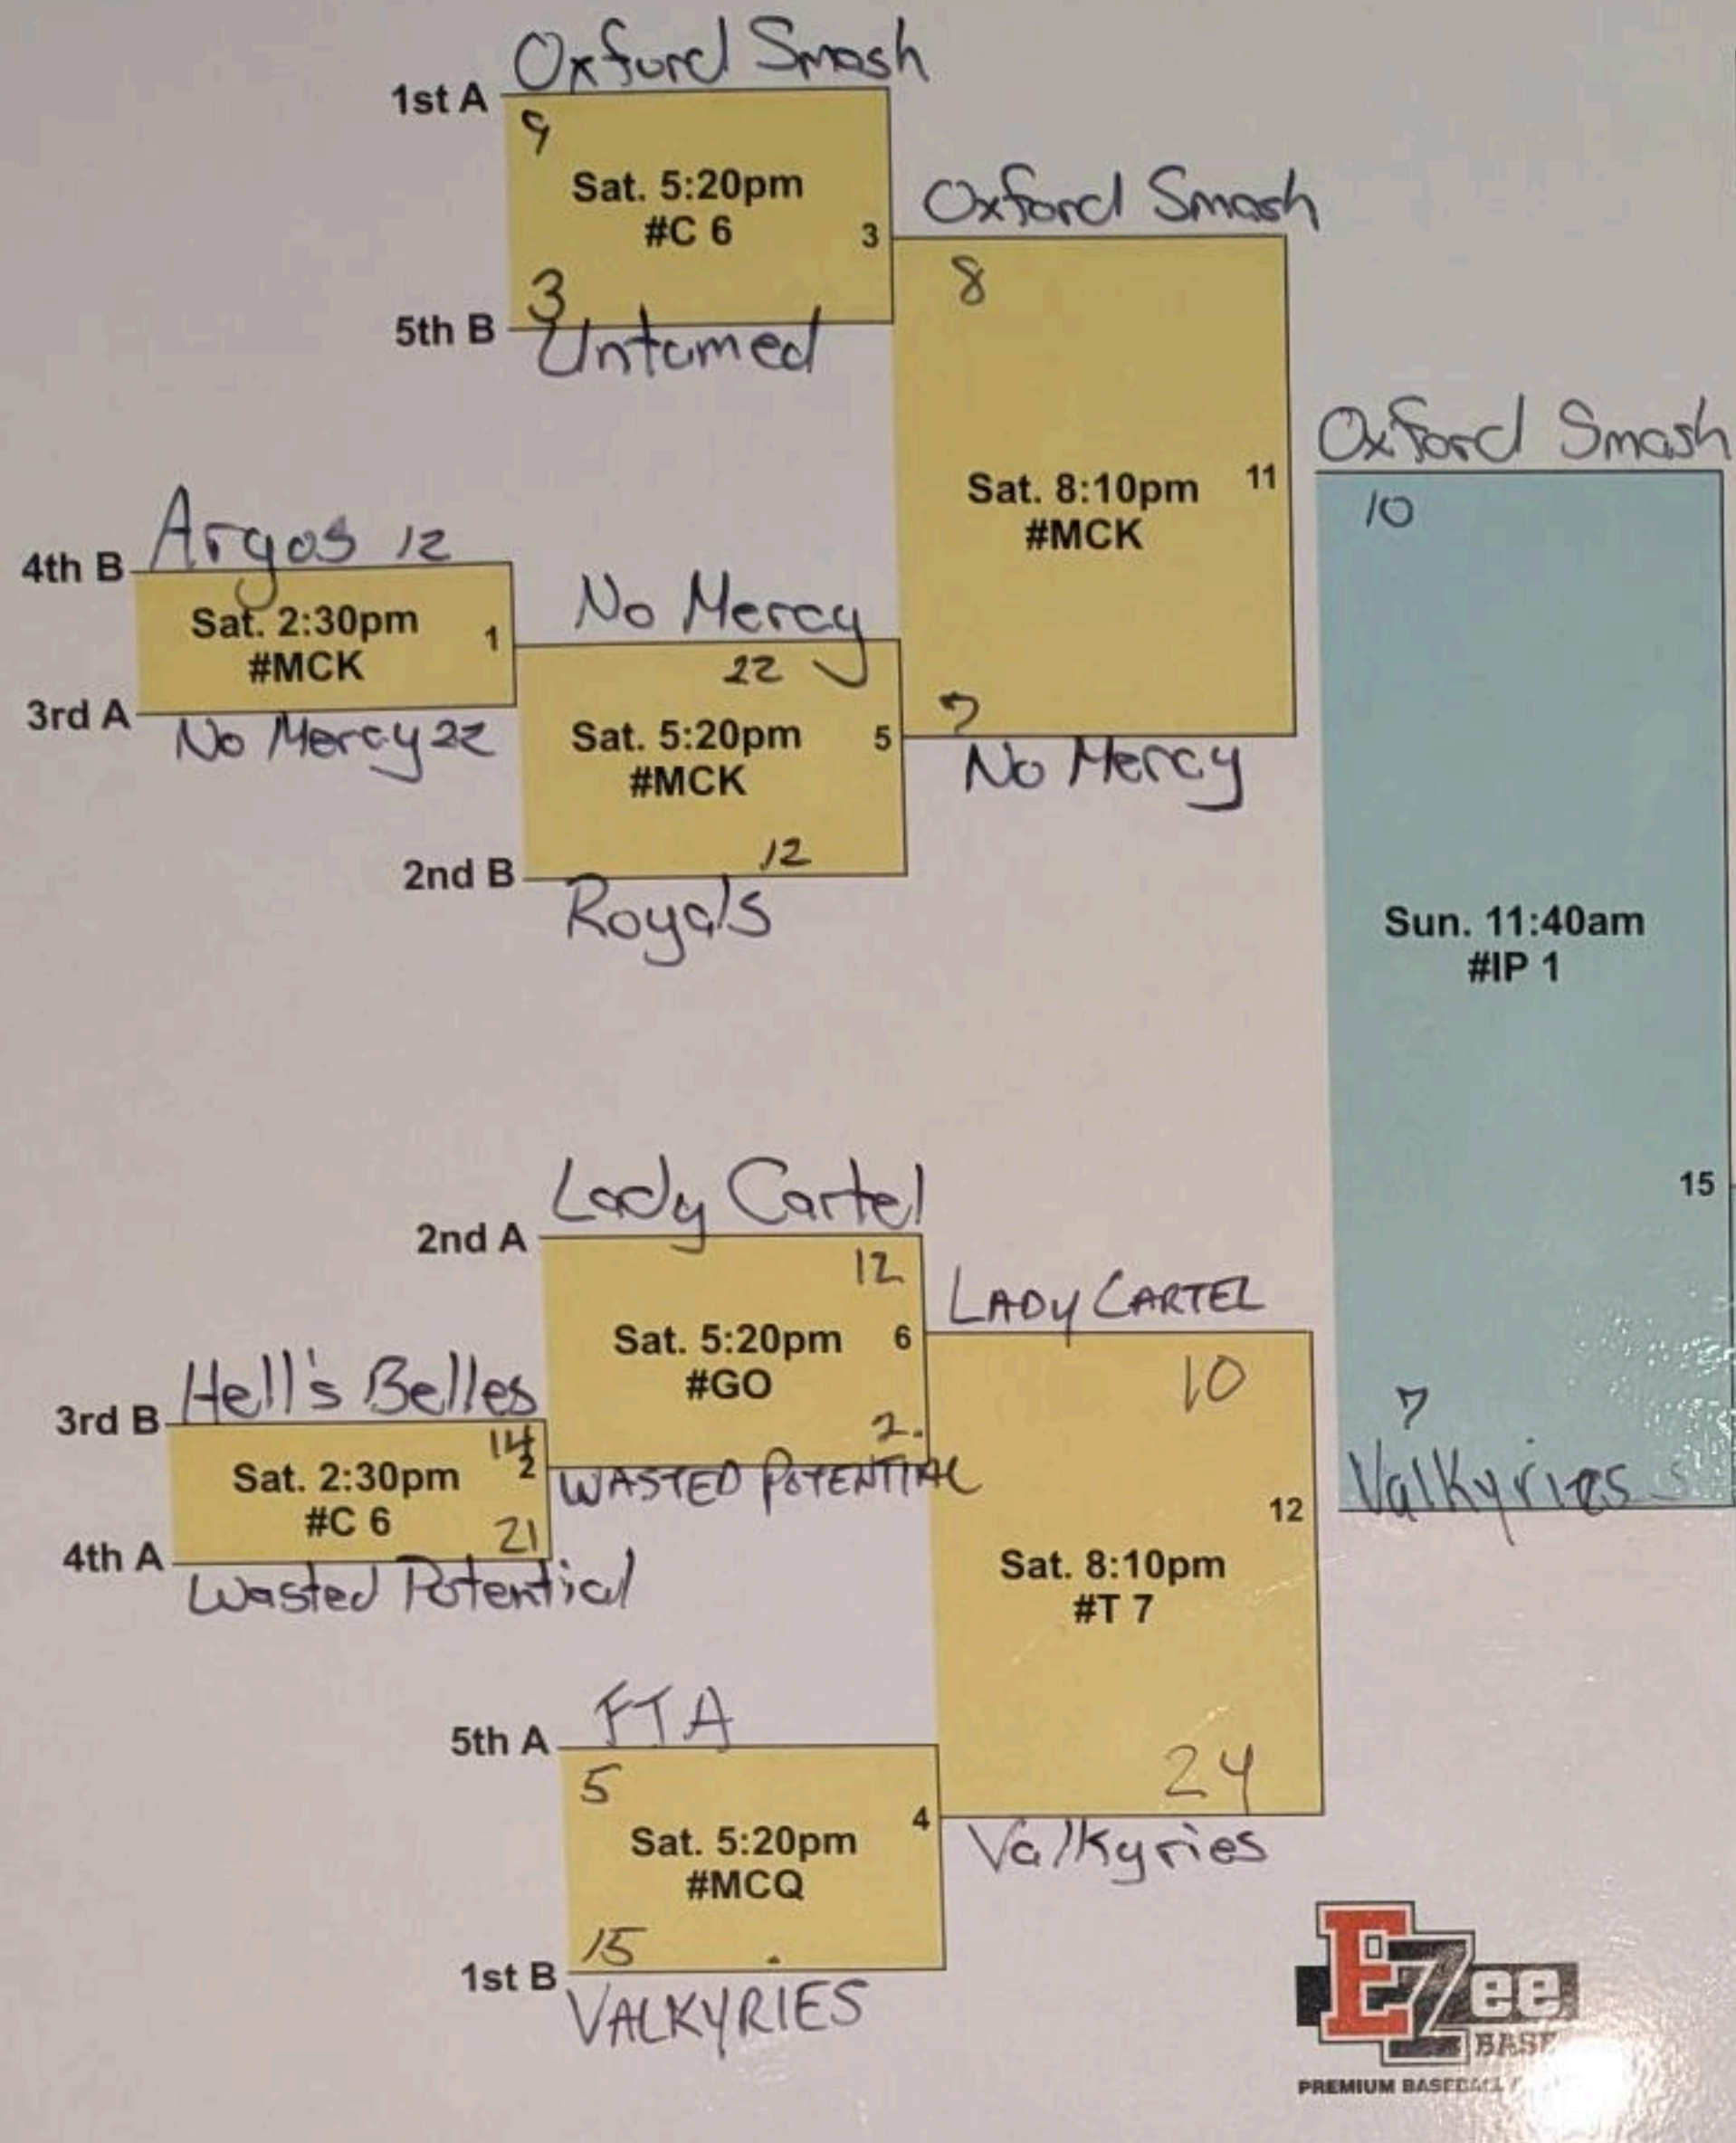 Oxford Smash
1st A
9
Sat. 5:20pm
#C 6
3
3
5th B
Untamed
Oxford Smash
8
Sat. 8:10pm
#MCK
11
7
No Mercy
Argos 12
4th B
Sat. 2:30pm
#MCK
1
3rd A
No Mercy 22
No Mercy
22
Sat. 5:20pm
#MCK
5
12
2nd B
Royals
Oxford Smash
10
Sun. 11:40am
#IP 1
15
7
Valkyries
Lady Cartel
2nd A
12
Sat. 5:20pm
#GO
6
2
WASTED POTENTIAL
Hell's Belles
3rd B
14
Sat. 2:30pm
#C 6
2
21
4th A
Wasted Potential
LADY CARTEL
10
Sat. 8:10pm
#T 7
12
24
Valkyries
FTA
5th A
5
Sat. 5:20pm
#MCQ
4
15
1st B
VALKYRIES
EZee
BASE
PREMIUM BASEBALL